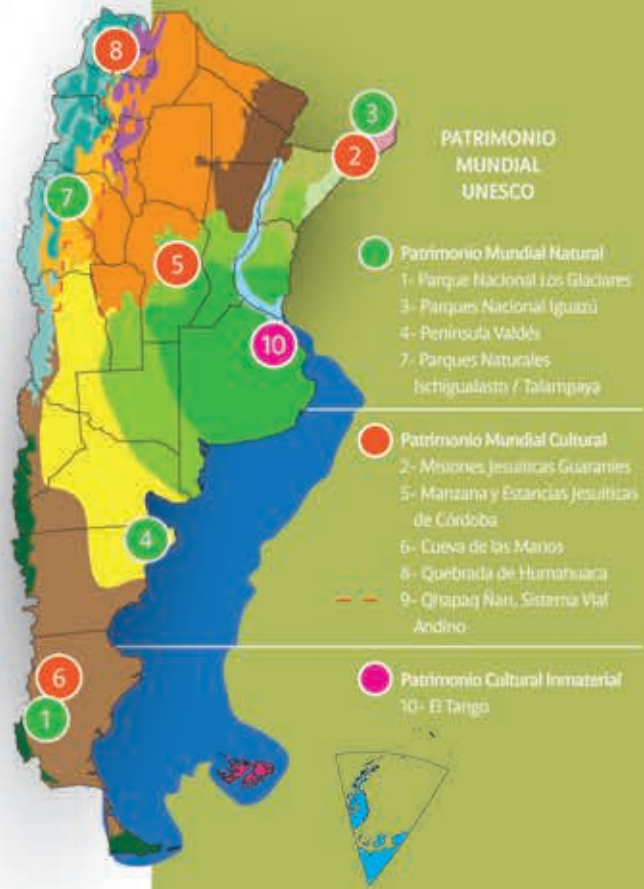 8
3
2
7
5
10
4
6
1
PATRIMONIO
MUNDIAL
UNESCO
Patrimonio Mundial Natural
1- Parque Nacional Los Glaciares
3- Parques Nacional Iguazú
4- Península Valdés
7- Parques Naturales
Ischigualasto / Talampaya
Patrimonio Mundial Cultural
2- Misiones Jesuíticas Guaraníes
5- Manzana y Estancias Jesuíticas
de Córdoba
6- Cueva de las Manos
8- Quebrada de Humahuaca
9- Qhapaq Ñan, Sistema Vial
Andino
Patrimonio Cultural Inmaterial
10- El Tango